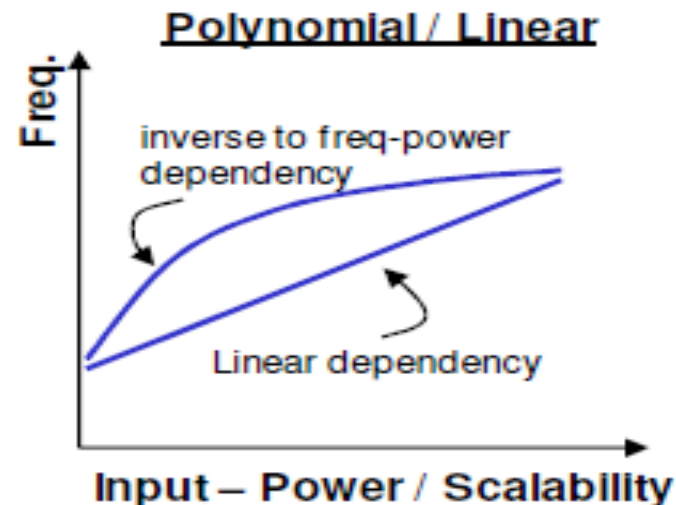 Polynomial / Linear
Freq.
inverse to freq-power
dependency
Linear dependency
Input – Power / Scalability